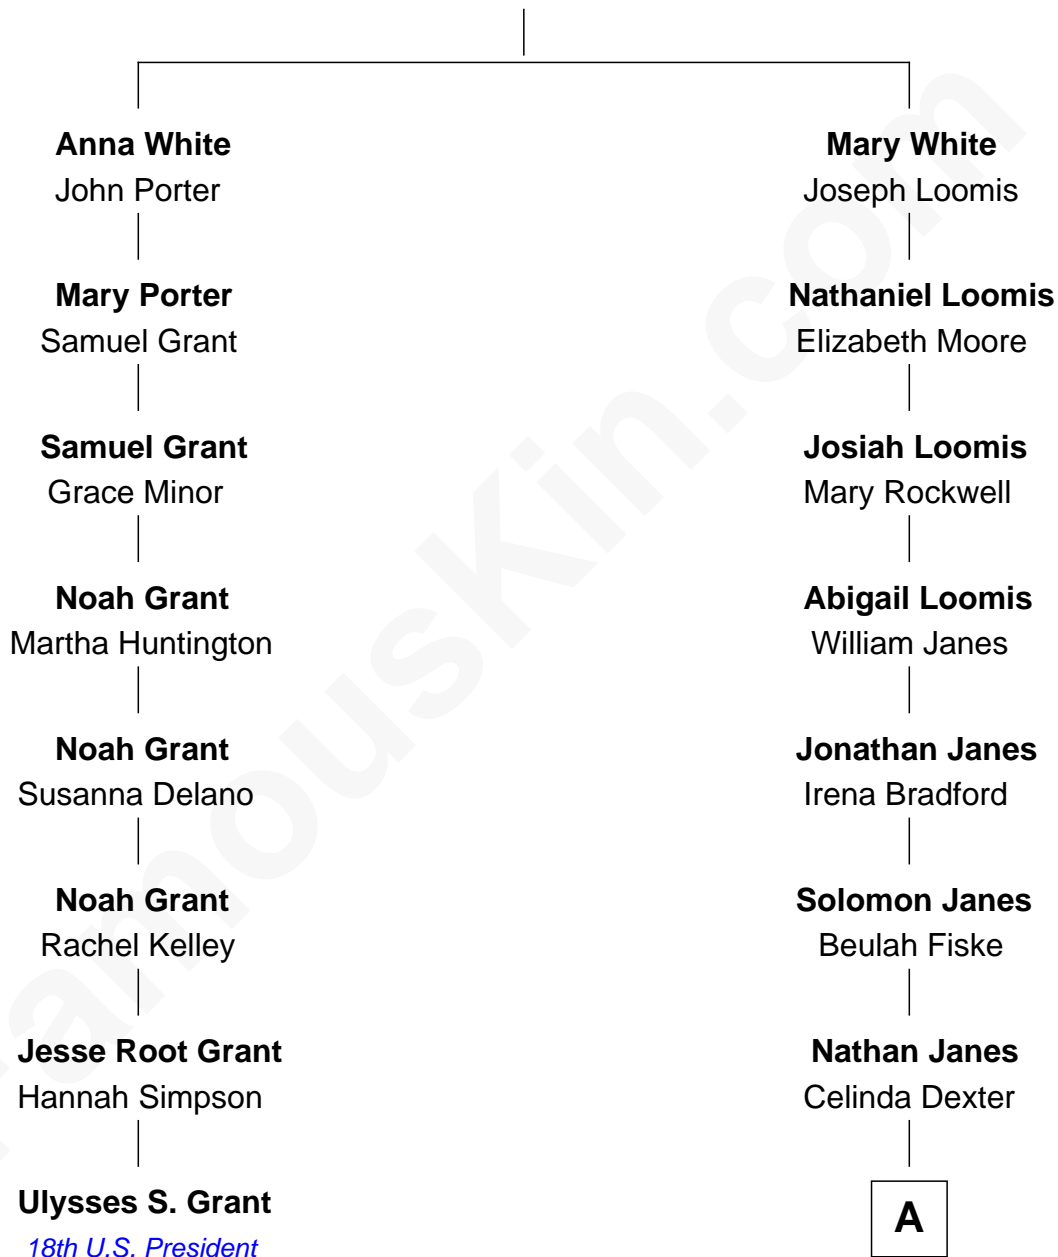 Anna White
John Porter
Mary White
Joseph Loomis
Mary Porter
Samuel Grant
Nathaniel Loomis
Elizabeth Moore
Samuel Grant
Grace Minor
Josiah Loomis
Mary Rockwell
Noah Grant
Martha Huntington
Abigail Loomis
William Janes
Noah Grant
Susanna Delano
Jonathan Janes
Irena Bradford
Noah Grant
Rachel Kelley
Solomon Janes
Beulah Fiske
Jesse Root Grant
Hannah Simpson
Nathan Janes
Celinda Dexter
Ulysses S. Grant
18th U.S. President
A
FamousKin.com